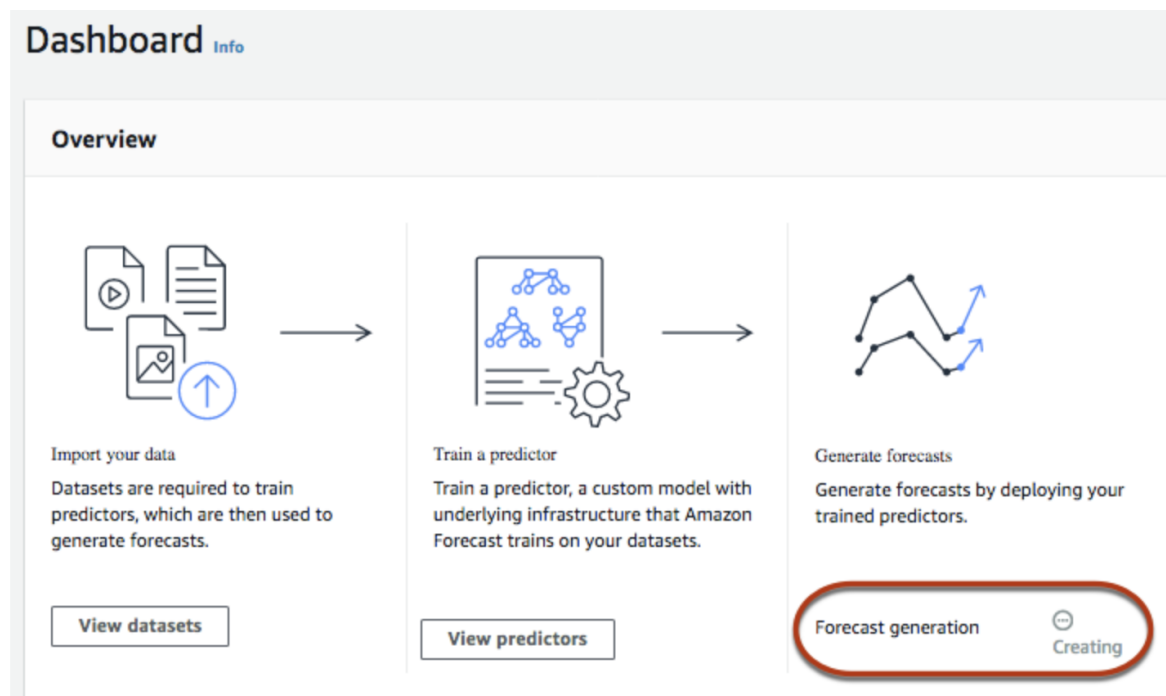 Dashboard Info
Overview
Import your data
Datasets are required to train
predictors, which are then used to
generate forecasts.
View datasets
Train a predictor
Train a predictor, a custom model with
underlying infrastructure that Amazon
Forecast trains on your datasets.
View predictors
Generate forecasts
Generate forecasts by deploying your
trained predictors.
Forecast generation
Creating